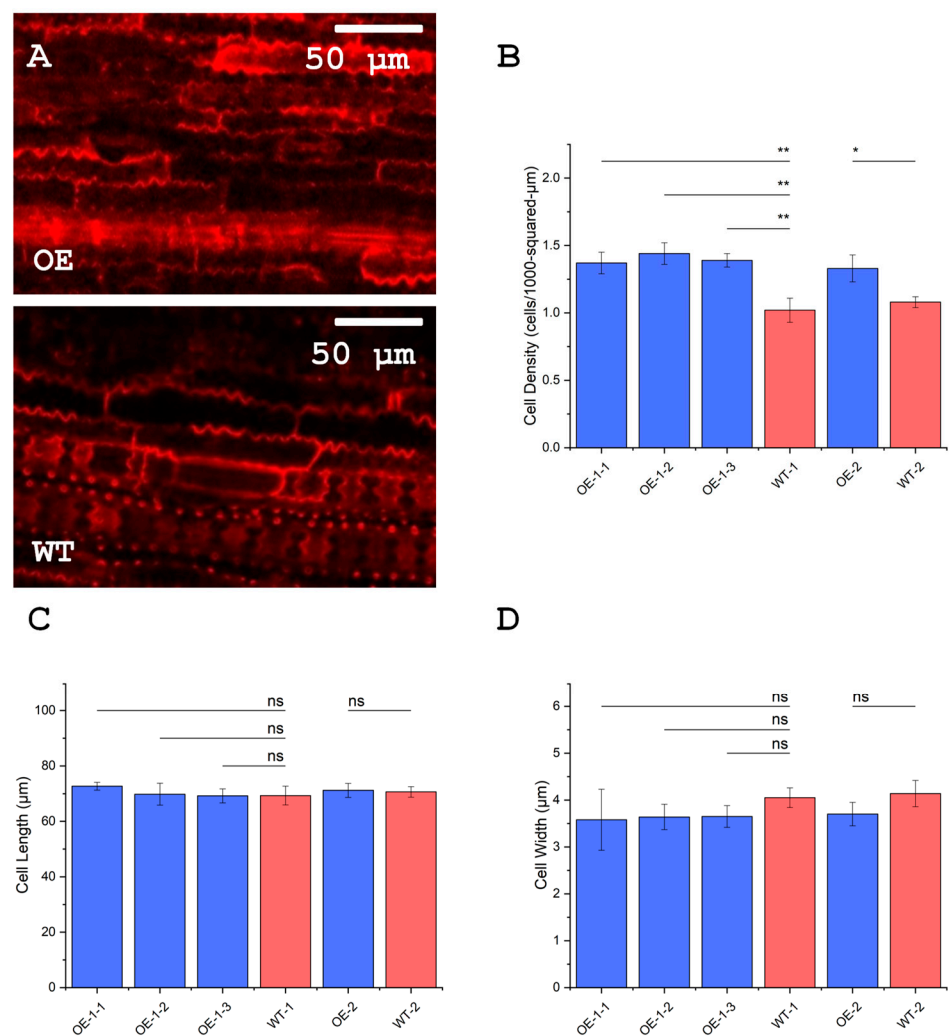 A
50 µm
OE
50 µm
WT
B
Cell Density (cells/1000-squared-µm)
2.0
1.5
1.0
0.5
0.0
**
*
**
**
OE-1-1
OE-1-2
OE-1-3
WT-1
OE-2
WT-2
C
Cell Length (µm)
100
80
60
40
20
0
ns
ns
ns
ns
OE-1-1
OE-1-2
OE-1-3
WT-1
OE-2
WT-2
D
Cell Width (µm)
6
5
4
3
2
1
0
ns
ns
ns
ns
OE-1-1
OE-1-2
OE-1-3
WT-1
OE-2
WT-2